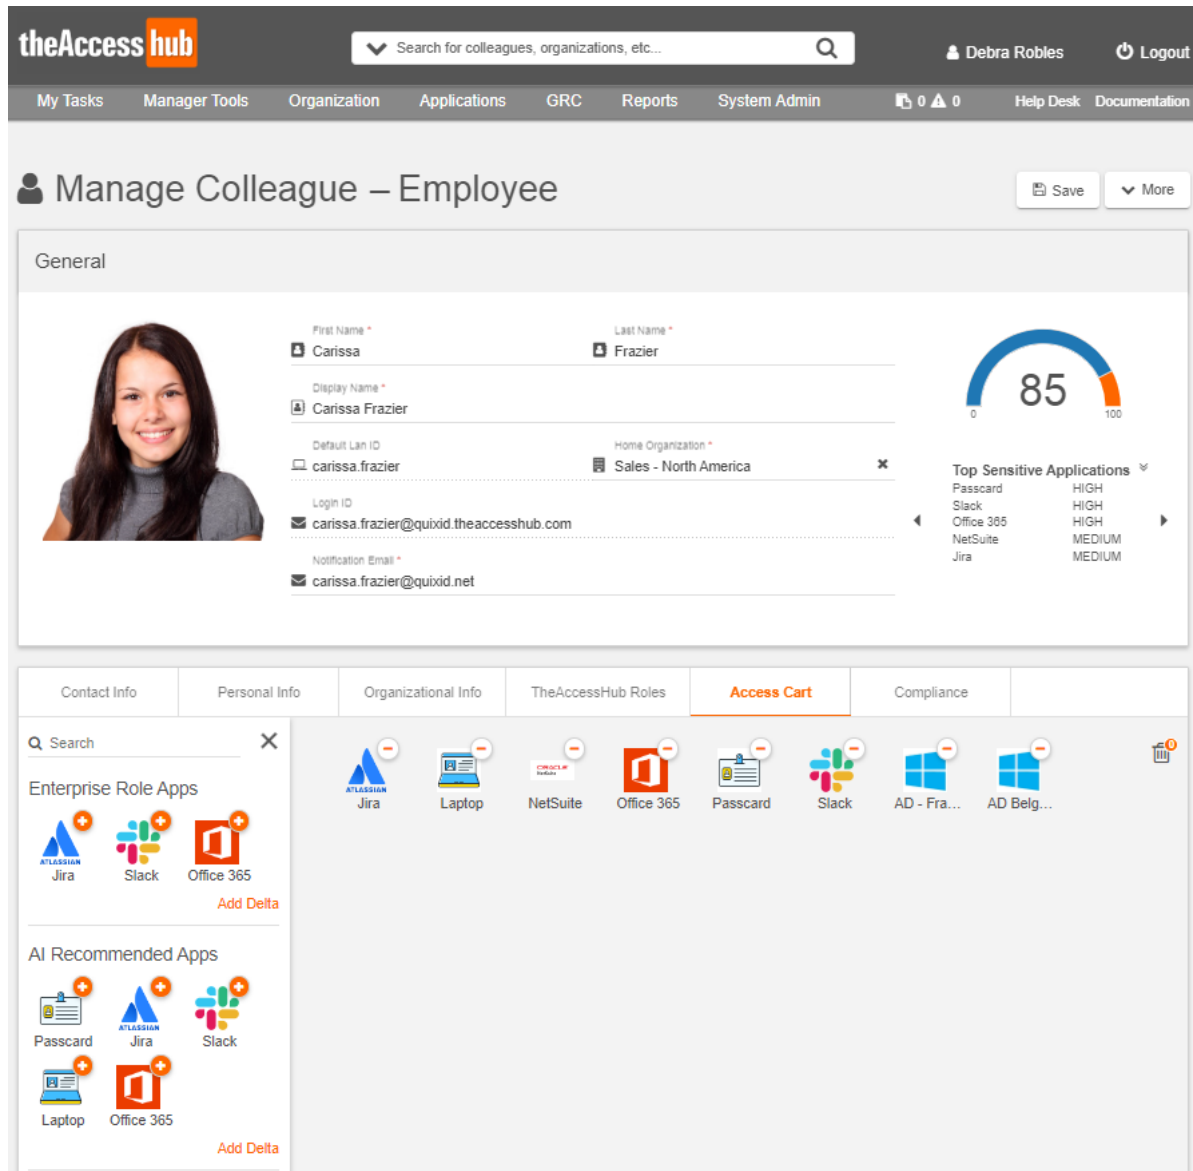 theAccess hub
Search for colleagues, organizations, etc...
Debra Robles
Logout
My Tasks Manager Tools Organization Applications GRC Reports System Admin 0 0 Help Desk Documentation
Manage Colleague – Employee
Save
More
General
First Name *
Carissa
Last Name *
Frazier
Display Name *
Carissa Frazier
Default Lan ID
carissa.frazier
Home Organization *
Sales - North America
Login ID
carissa.frazier@quixid.theaccesshub.com
Notification Email *
carissa.frazier@quixid.net
85
0 100
Top Sensitive Applications
Passcard HIGH
Slack HIGH
Office 365 HIGH
NetSuite MEDIUM
Jira MEDIUM
Contact Info Personal Info Organizational Info TheAccessHub Roles Access Cart Compliance
Search
Enterprise Role Apps
ATLASSIAN
Jira Slack Office 365
Add Delta
AI Recommended Apps
ATLASSIAN
Passcard Jira Slack
Laptop Office 365
Add Delta
ATLASSIAN
ORACLE
NetSuite
Jira Laptop NetSuite Office 365 Passcard Slack AD - Fra... AD Belg...
0